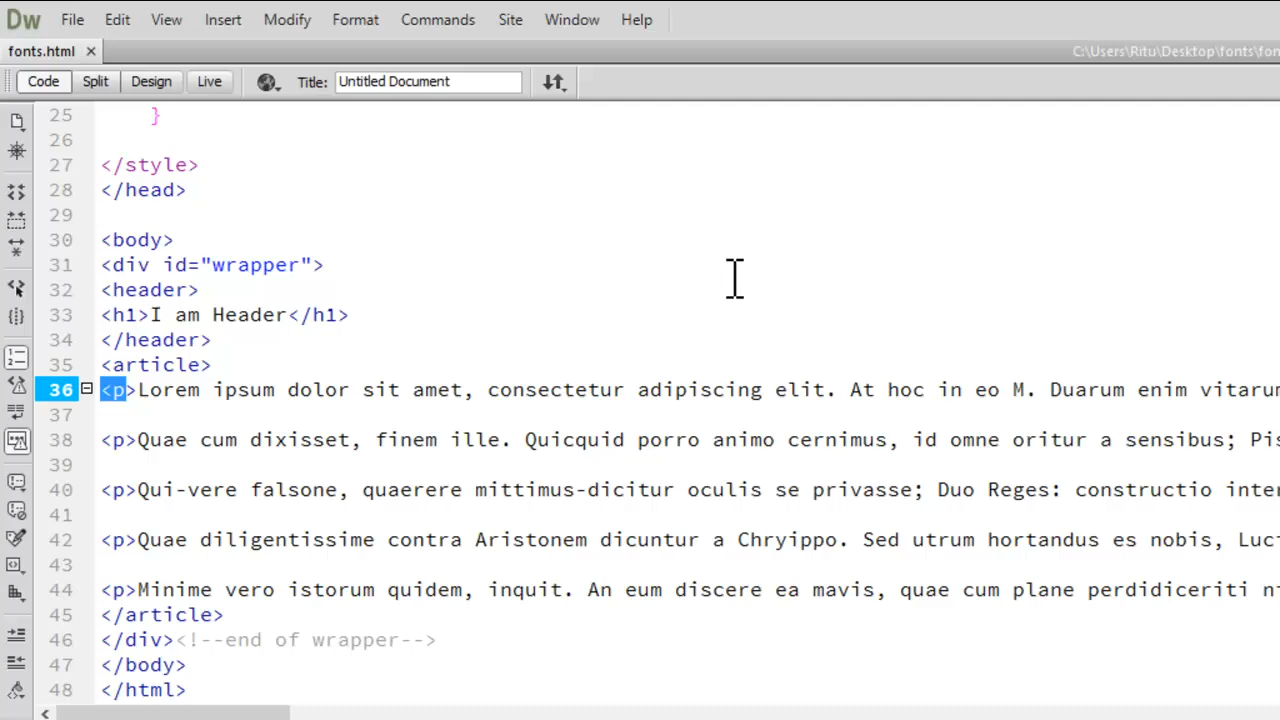 Dw File Edit View Insert Modify Format Commands Site Window Help
fonts.html ×
C:\Users\Ritu\Desktop\fonts\fon
Code Split Design Live Title: Untitled Document
25 }
26
27 </style>
28 </head>
29
30 <body>
31 <div id="wrapper">
32 <header>
33 <h1>I am Header</h1>
34 </header>
35 <article>
36 <p>Lorem ipsum dolor sit amet, consectetur adipiscing elit. At hoc in eo M. Duarum enim vitarum
37
38 <p>Quae cum dixisset, finem ille. Quicquid porro animo cernimus, id omne oritur a sensibus; Pis
39
40 <p>Qui-vere falsone, quaerere mittimus-dicitur oculis se privasse; Duo Reges: constructio inter
41
42 <p>Quae diligentissime contra Aristonem dicuntur a Chryippo. Sed utrum hortandus es nobis, Luci
43
44 <p>Minime vero istorum quidem, inquit. An eum discere ea mavis, quae cum plane perdidiceriti ni
45 </article>
46 </div><!--end of wrapper-->
47 </body>
48 </html>